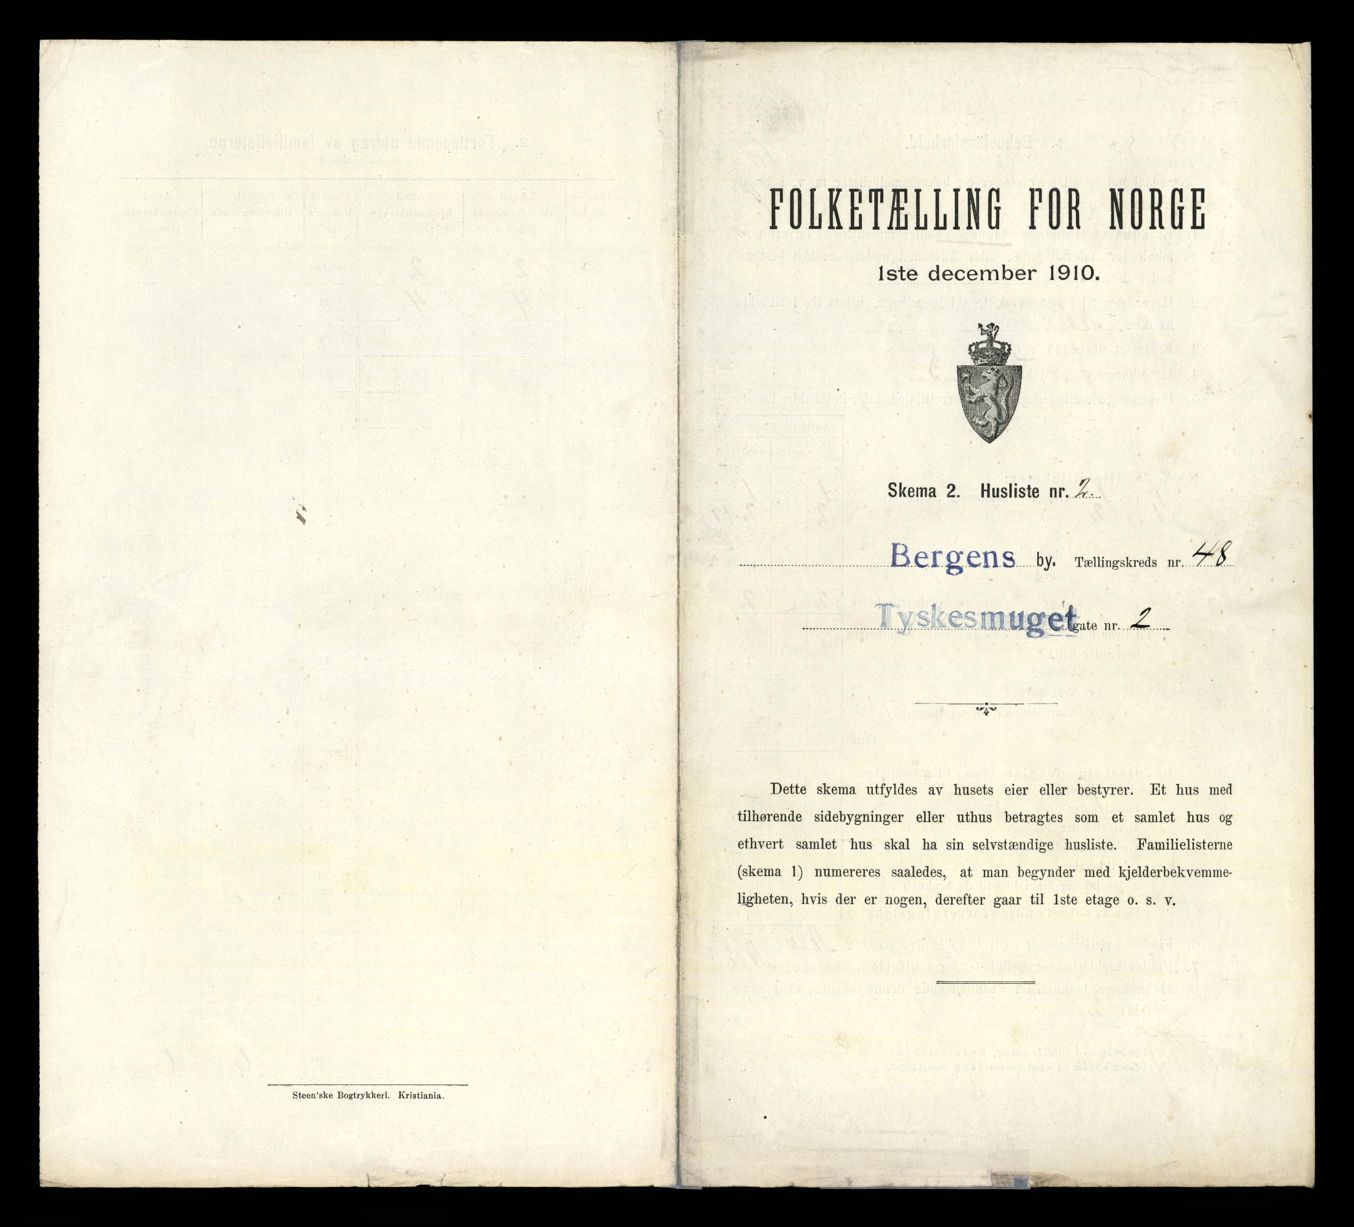 Steen'ske Bogtrykkeri. Kristiania.
FOLKETÆLLING FOR NORGE
1ste december 1910.
Skema 2. Husliste nr. 2.
Bergens by. Tællingskreds nr. 48
Tyskesmuget gate nr. 2
Dette skema utfyldes av husets eier eller bestyrer. Et hus med
tilhørende sidebygninger eller uthus betragtes som et samlet hus og
ethvert samlet hus skal ha sin selvstændige husliste. Familielisterne
(skema 1) numereres saaledes, at man begynder med kjelderbekvemme-
ligheten, hvis der er nogen, derefter gaar til 1ste etage o. s. v.